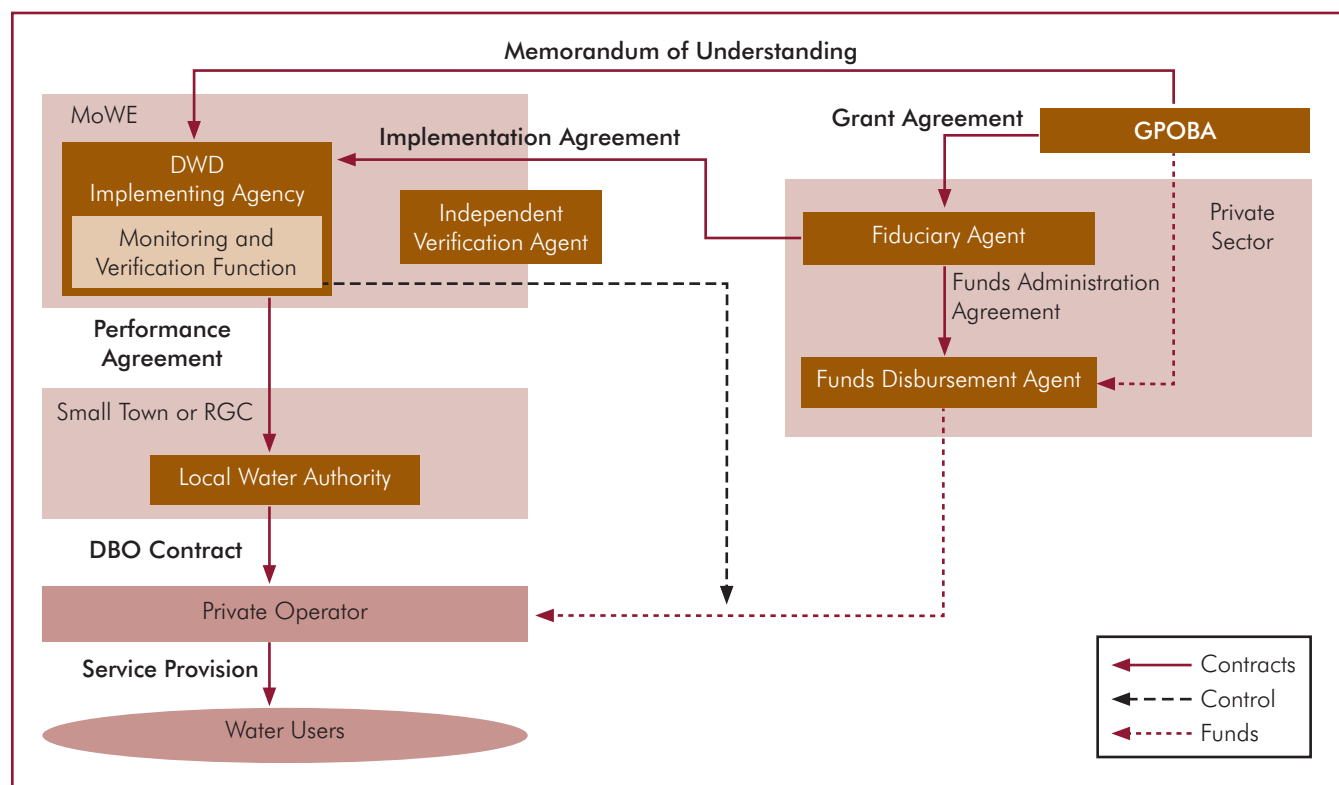 Memorandum of Understanding
MoWE
Grant Agreement
GPOBA
Implementation Agreement
DWD
Implementing Agency
Monitoring and
Verification Function
Independent
Verification Agent
Fiduciary Agent
Private
Sector
Funds Administration
Agreement
Performance
Agreement
Funds Disbursement Agent
Small Town or RGC
Local Water Authority
DBO Contract
Private Operator
Service Provision
Water Users
Contracts
Control
Funds